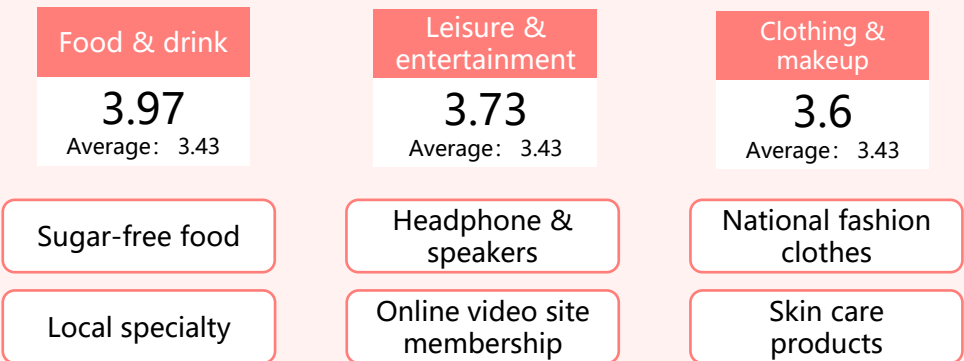 Food & drink
3.97
Average： 3.43
Sugar-free food
Local specialty
Leisure &
entertainment
3.73
Average： 3.43
Headphone &
speakers
Online video site
membership
Clothing &
makeup
3.6
Average： 3.43
National fashion
clothes
Skin care
products